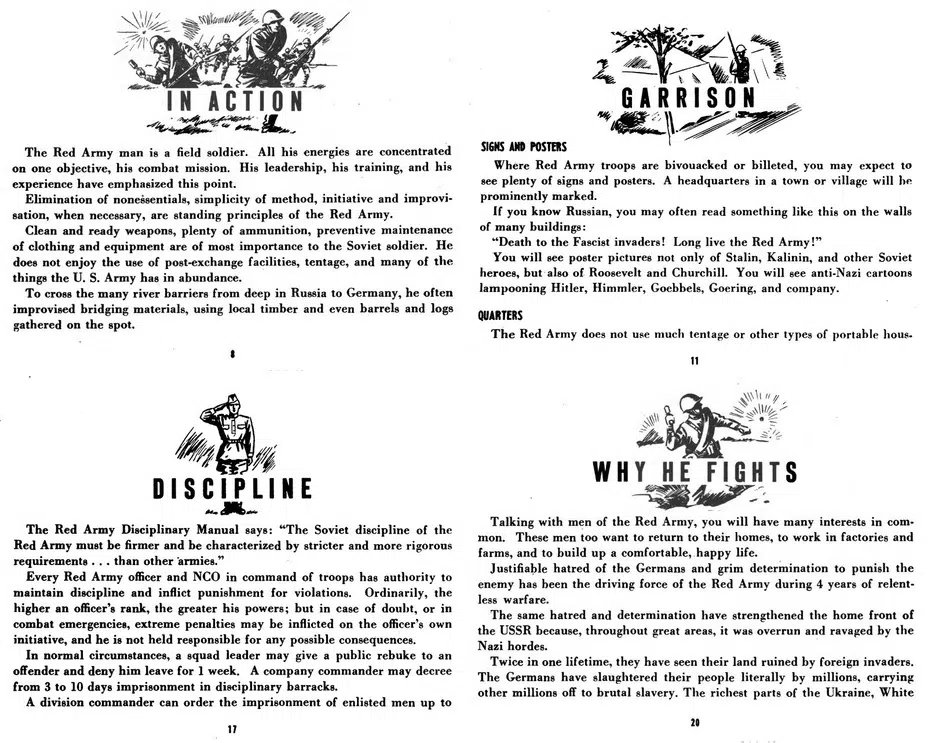 IN ACTION
The Red Army man is a field soldier. All his energies are concentrated
on one objective, his combat mission. His leadership, his training, and his
experience have emphasized this point.
Elimination of nonessentials, simplicity of method, initiative and improvi-
sation, when necessary, are standing principles of the Red Army.
Clean and ready weapons, plenty of ammunition, preventive maintenance
of clothing and equipment are of most importance to the Soviet soldier. He
does not enjoy the use of post-exchange facilities, tentage, and many of the
things the U. S. Army has in abundance.
To cross the many river barriers from deep in Russia to Germany, he often
improvised bridging materials, using local timber and even barrels and logs
gathered on the spot.
8
GARRISON
SIGNS AND POSTERS
Where Red Army troops are bivouacked or billeted, you may expect to
see plenty of signs and posters. A headquarters in a town or village will be
prominently marked.
If you know Russian, you may often read something like this on the walls
of many buildings:
"Death to the Fascist invaders! Long live the Red Army!"
You will see poster pictures not only of Stalin, Kalinin, and other Soviet
heroes, but also of Roosevelt and Churchill. You will see anti-Nazi cartoons
lampooning Hitler, Himmler, Goebbels, Goering, and company.
QUARTERS
The Red Army does not use much tentage or other types of portable hous-
11
DISCIPLINE
The Red Army Disciplinary Manual says: "The Soviet discipline of the
Red Army must be firmer and be characterized by stricter and more rigorous
requirements . . . than other armies."
Every Red Army officer and NCO in command of troops has authority to
maintain discipline and inflict punishment for violations. Ordinarily, the
higher an officer's rank, the greater his powers; but in case of doubt, or in
combat emergencies, extreme penalties may be inflicted on the officer's own
initiative, and he is not held responsible for any possible consequences.
In normal circumstances, a squad leader may give a public rebuke to an
offender and deny him leave for 1 week. A company commander may decree
from 3 to 10 days imprisonment in disciplinary barracks.
A division commander can order the imprisonment of enlisted men up to
17
WHY HE FIGHTS
Talking with men of the Red Army, you will have many interests in com-
mon. These men too want to return to their homes, to work in factories and
farms, and to build up a comfortable, happy life.
Justifiable hatred of the Germans and grim determination to punish the
enemy has been the driving force of the Red Army during 4 years of relent-
less warfare.
The same hatred and determination have strengthened the home front of
the USSR because, throughout great areas, it was overrun and ravaged by the
Nazi hordes.
Twice in one lifetime, they have seen their land ruined by foreign invaders.
The Germans have slaughtered their people literally by millions, carrying
other millions off to brutal slavery. The richest parts of the Ukraine, White
20